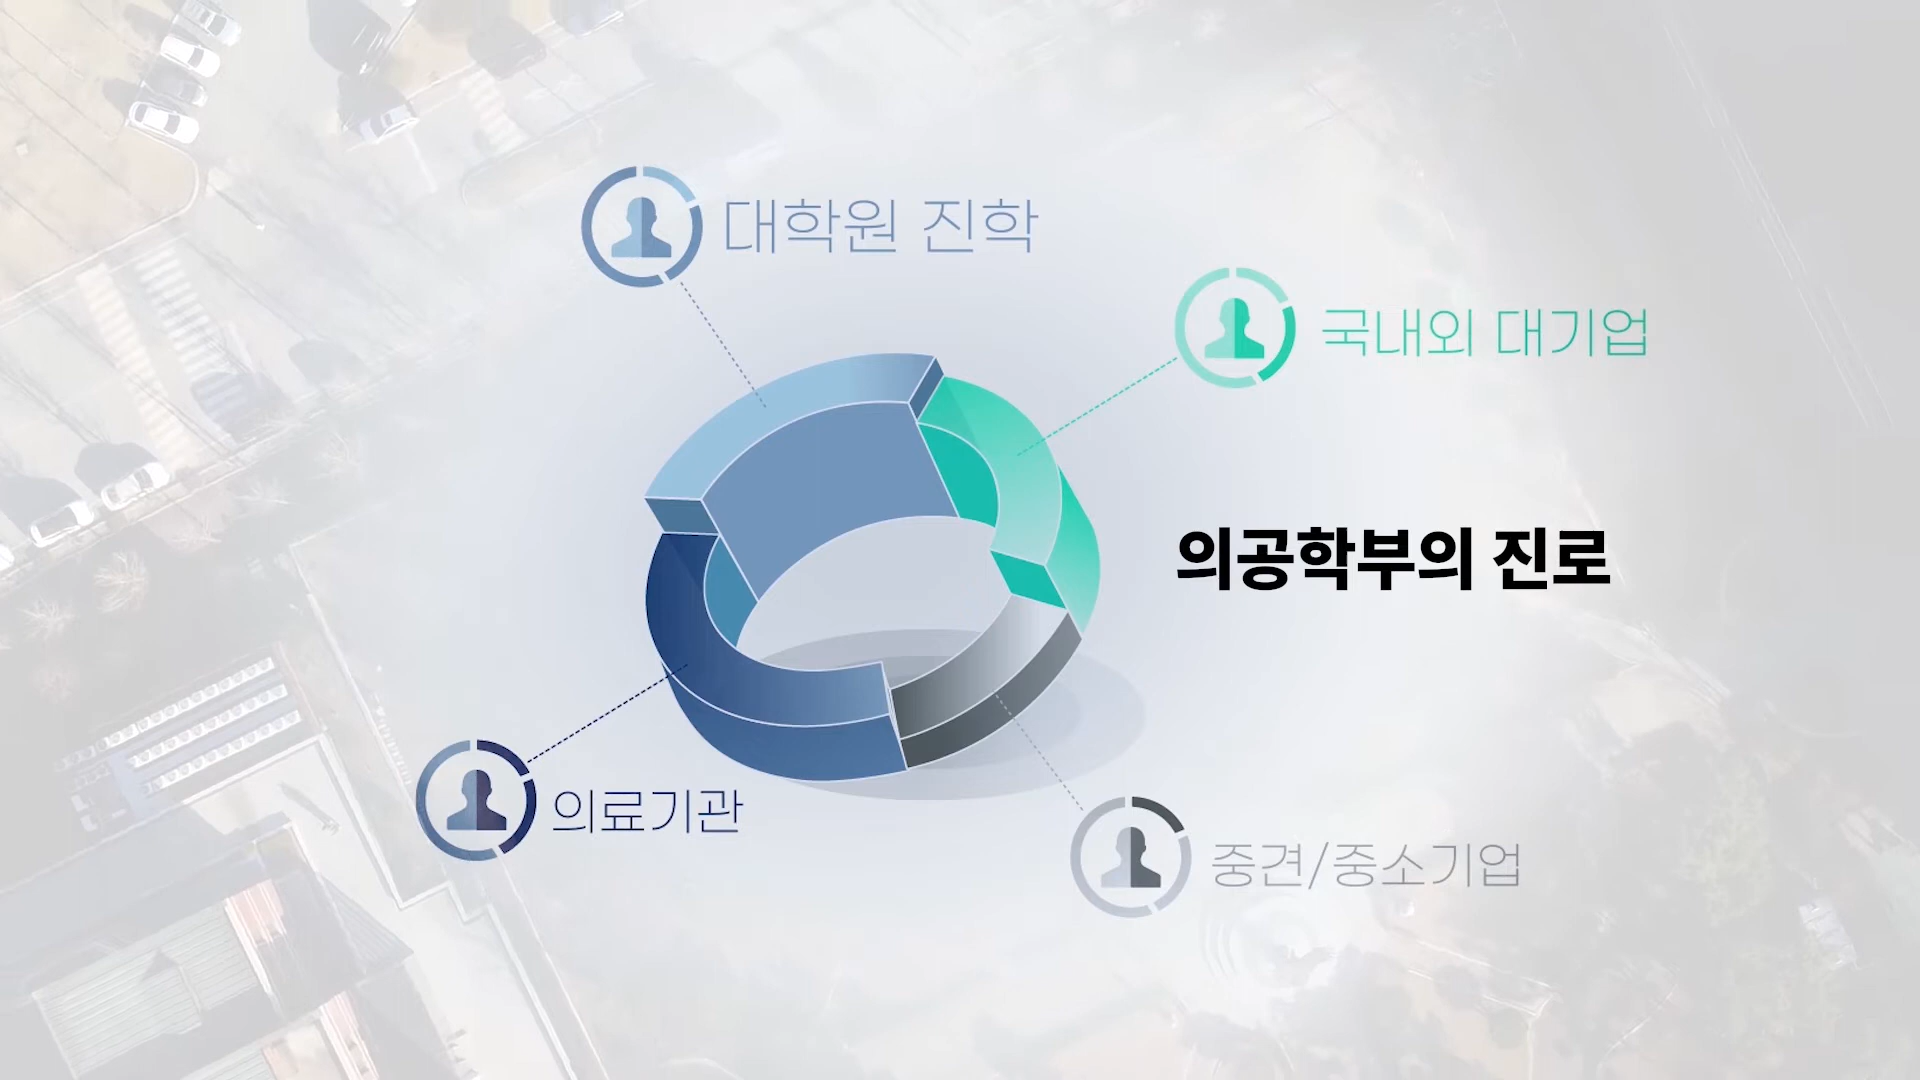 대학원 진학
국내외 대기업
의공학부의 진로
의료기관
중견/중소기업